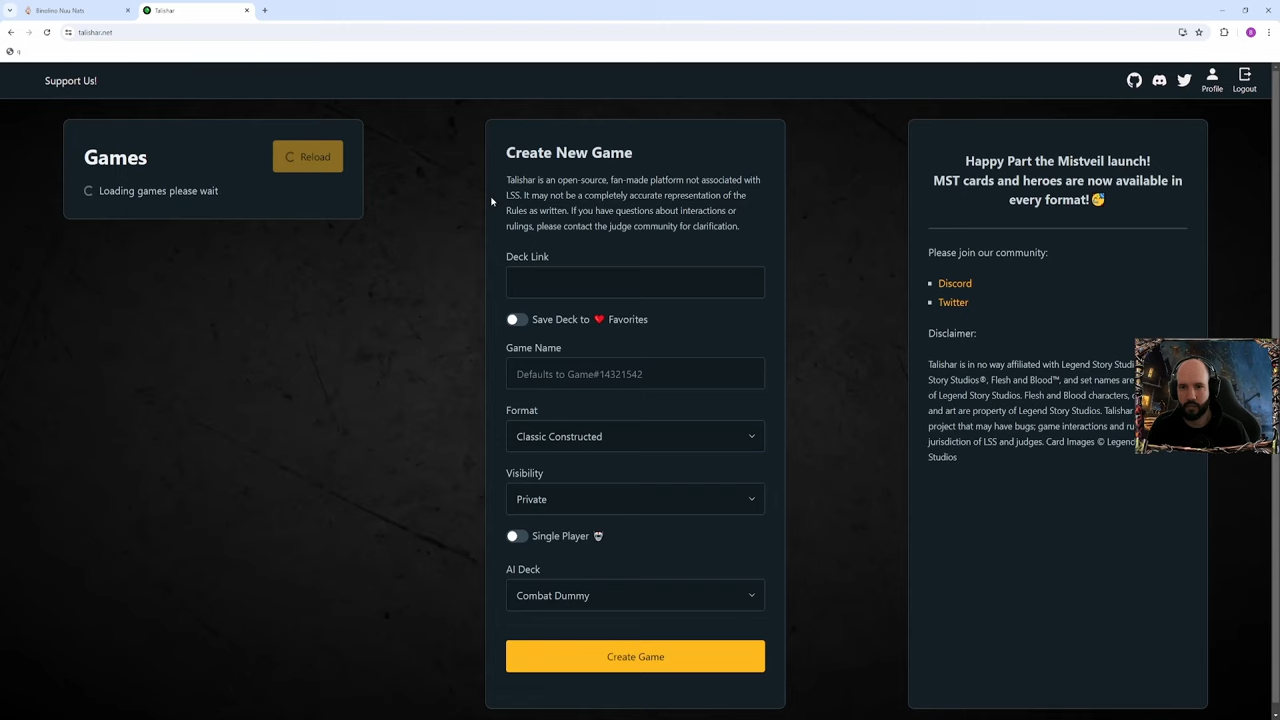 Binolino Nuu Nats
Talishar
talishar.net
Support Us!
Profile
Logout
Games
Reload
Loading games please wait
Create New Game
Talishar is an open-source, fan-made platform not associated with
LSS. It may not be a completely accurate representation of the
Rules as written. If you have questions about interactions or
rulings, please contact the judge community for clarification.
Deck Link
Save Deck to ❤️ Favorites
Game Name
Defaults to Game#14321542
Format
Classic Constructed
Visibility
Private
Single Player
AI Deck
Combat Dummy
Create Game
Happy Part the Mistveil launch!
MST cards and heroes are now available in
every format!
Please join our community:
Discord
Twitter
Disclaimer:
Talishar is in no way affiliated with Legend Story Studi
Story Studios®, Flesh and Blood™, and set names are
of Legend Story Studios. Flesh and Blood characters,
and art are property of Legend Story Studios. Talishar
project that may have bugs; game interactions and ru
jurisdiction of LSS and judges. Card Images © Legen
Studios